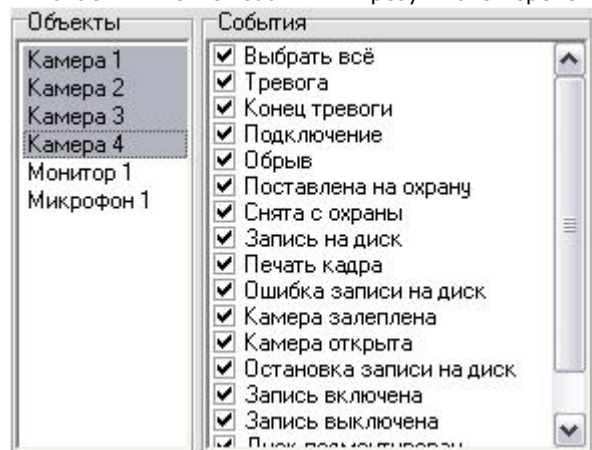 Объекты
Камера 1
Камера 2
Камера 3
Камера 4
Монитор 1
Микрофон 1
События
Выбрать всё
Тревога
Конец тревоги
Подключение
Обрыв
Поставлена на охрану
Снята с охраны
Запись на диск
Печать кадра
Ошибка записи на диск
Камера залеплена
Камера открыта
Остановка записи на диск
Запись включена
Запись выключена